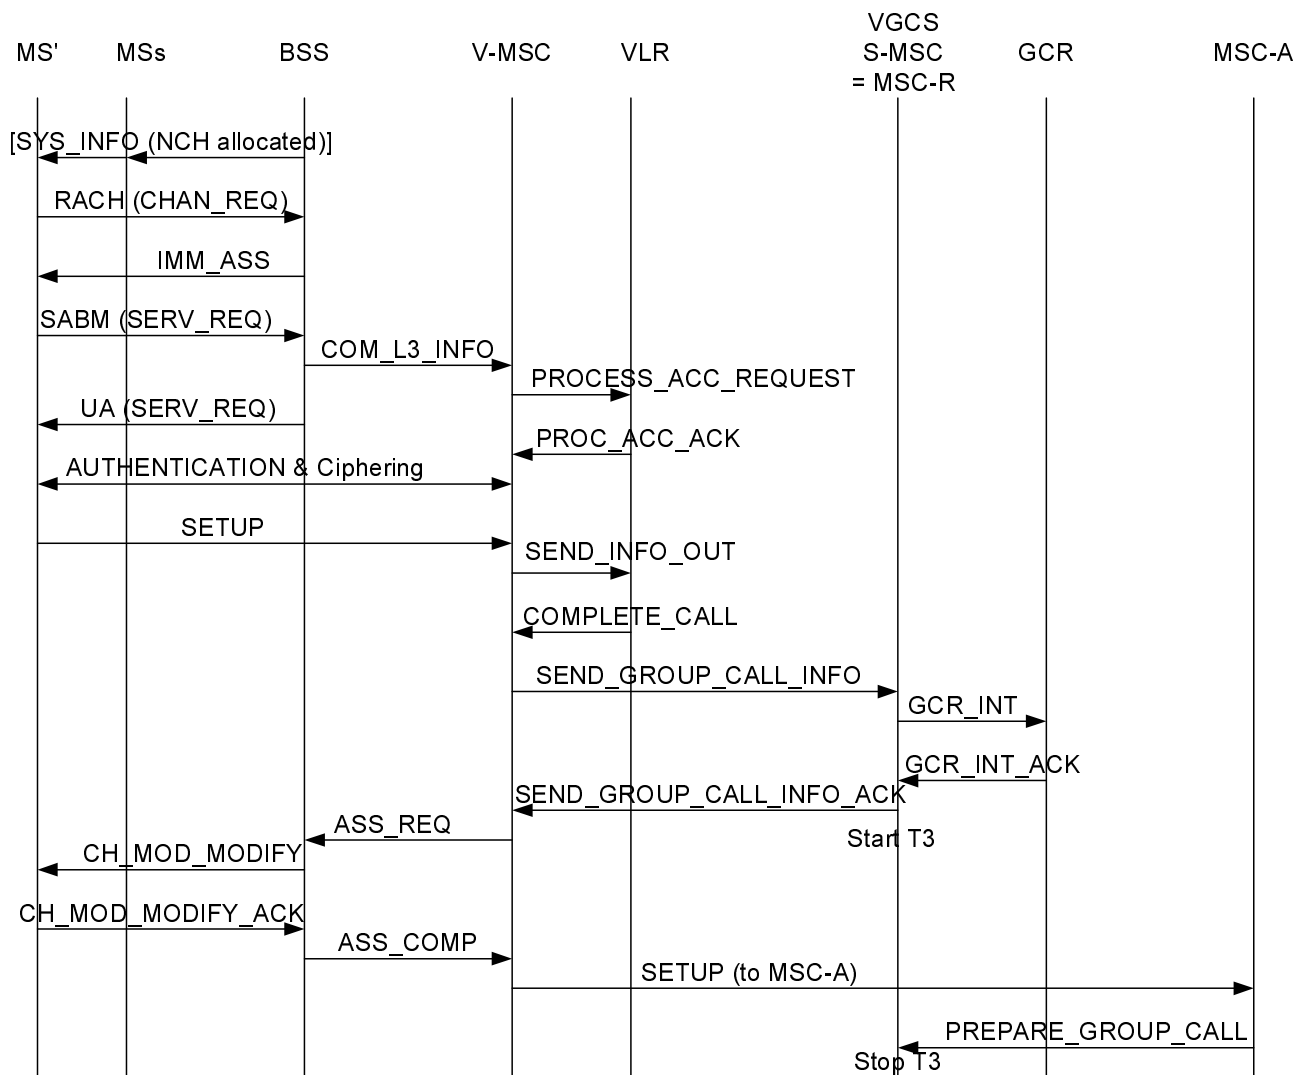 MS'
MSs
BSS
V-MSC
VLR
VGCS
S-MSC
= MSC-R
GCR
MSC-A
[SYS_INFO (NCH allocated)]
RACH (CHAN_REQ)
IMM_ASS
SABM (SERV_REQ)
COM_L3_INFO
PROCESS_ACC_REQUEST
UA (SERV_REQ)
PROC_ACC_ACK
AUTHENTICATION & Ciphering
SETUP
SEND_INFO_OUT
COMPLETE_CALL
SEND_GROUP_CALL_INFO
GCR_INT
GCR_INT_ACK
SEND_GROUP_CALL_INFO_ACK
ASS_REQ
Start T3
CH_MOD_MODIFY
CH_MOD_MODIFY_ACK
ASS_COMP
SETUP (to MSC-A)
PREPARE_GROUP_CALL
Stop T3